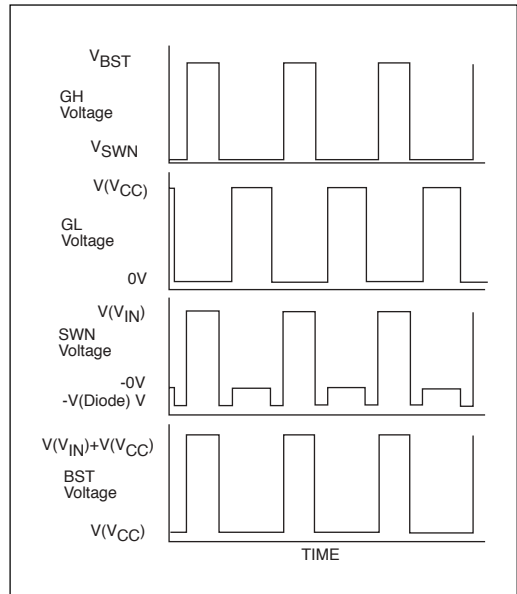 VBST
GH
Voltage
VSWN
V(VCC)
GL
Voltage
0V
V(VIN)
SWN
Voltage
-0V
-V(Diode) V
V(VIN)+V(VCC)
BST
Voltage
V(VCC)
TIME